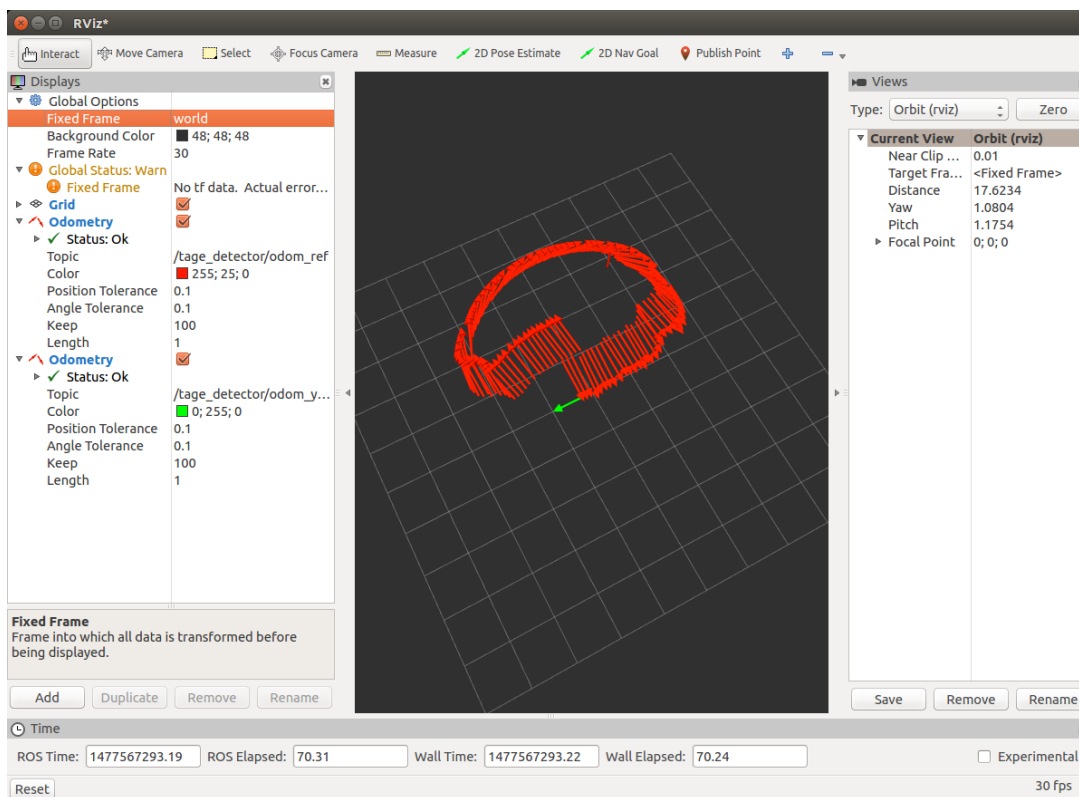 RViz*
Interact Move Camera Select Focus Camera Measure 2D Pose Estimate 2D Nav Goal Publish Point
Displays
Global Options
Fixed Frame world
Background Color 48; 48; 48
Frame Rate 30
Global Status: Warn
Fixed Frame No tf data. Actual error...
Grid
Odometry
Status: Ok
Topic /tage_detector/odom_ref
Color 255; 25; 0
Position Tolerance 0.1
Angle Tolerance 0.1
Keep 100
Length 1
Odometry
Status: Ok
Topic /tage_detector/odom_y...
Color 0; 255; 0
Position Tolerance 0.1
Angle Tolerance 0.1
Keep 100
Length 1
Fixed Frame
Frame into which all data is transformed before
being displayed.
Add Duplicate Remove Rename
Views
Type: Orbit (rviz) Zero
Current View Orbit (rviz)
Near Clip ... 0.01
Target Fra... <Fixed Frame>
Distance 17.6234
Yaw 1.0804
Pitch 1.1754
Focal Point 0; 0; 0
Save Remove Rename
Time
ROS Time: 1477567293.19 ROS Elapsed: 70.31 Wall Time: 1477567293.22 Wall Elapsed: 70.24 Experimental
Reset 30 fps